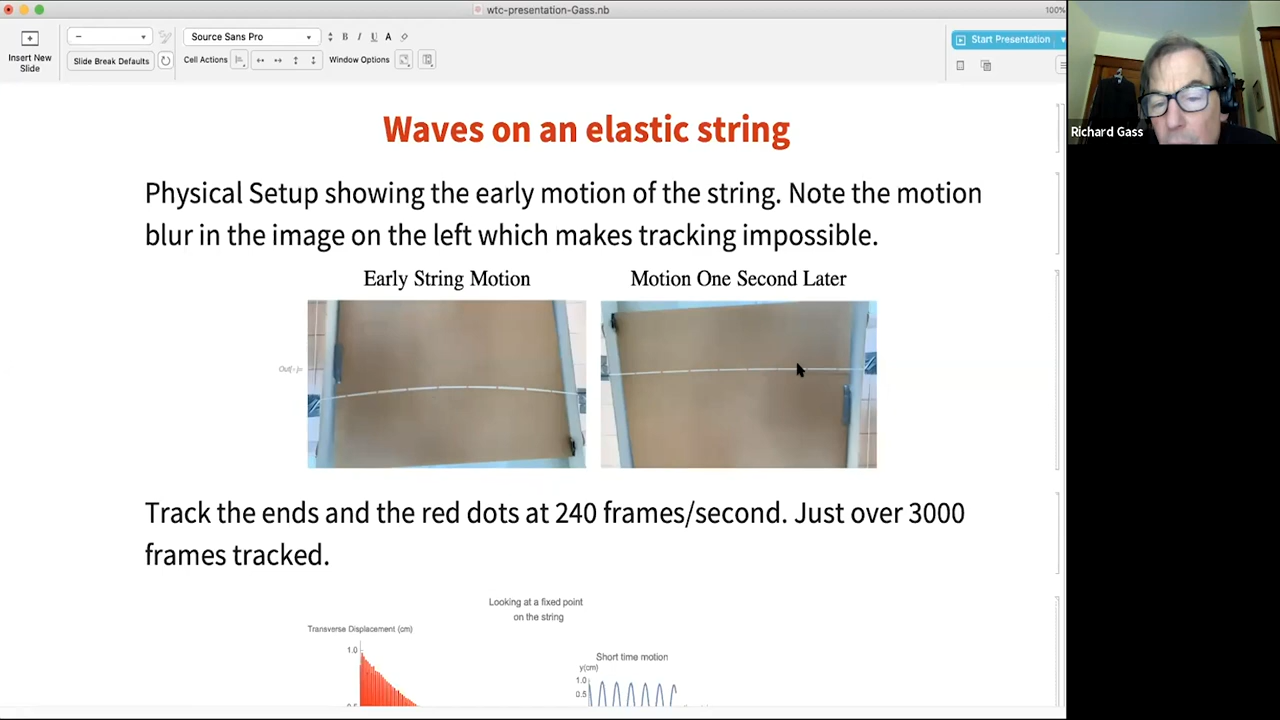 wtc-presentation-Gass.nb
100%
Insert New
Slide
Slide Break Defaults
Source Sans Pro
B I U A
Cell Actions
Window Options
Start Presentation
Richard Gass
Waves on an elastic string
Physical Setup showing the early motion of the string. Note the motion
blur in the image on the left which makes tracking impossible.
Early String Motion
Motion One Second Later
Out[•]=
Track the ends and the red dots at 240 frames/second. Just over 3000
frames tracked.
Looking at a fixed point
on the string
Transverse Displacement (cm)
1.0
Short time motion
y(cm)
1.0
0.5